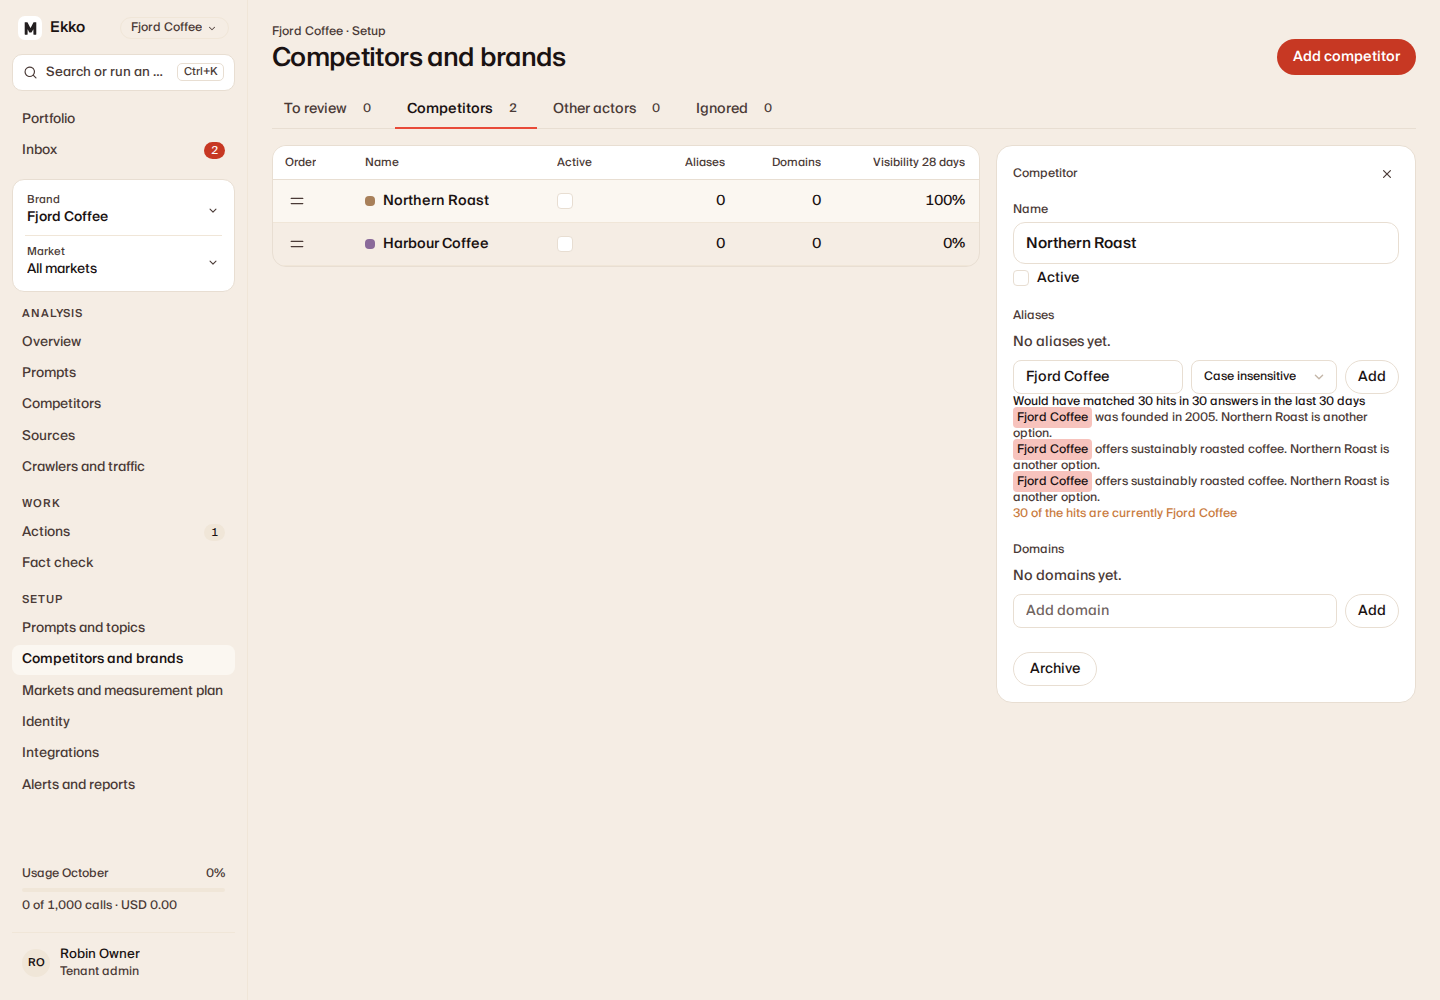 Ekko
Fjord Coffee
Search or run an ...
Ctrl+K
Portfolio
Inbox 2
Brand
Fjord Coffee
Market
All markets
ANALYSIS
Overview
Prompts
Competitors
Sources
Crawlers and traffic
WORK
Actions 1
Fact check
SETUP
Prompts and topics
Competitors and brands
Markets and measurement plan
Identity
Integrations
Alerts and reports
Usage October 0%
0 of 1,000 calls · USD 0.00
RO
Robin Owner
Tenant admin
Fjord Coffee · Setup
Competitors and brands
Add competitor
To review 0 Competitors 2 Other actors 0 Ignored 0
Order Name Active Aliases Domains Visibility 28 days
Northern Roast 0 0 100%
Harbour Coffee 0 0 0%
Competitor
Name
Northern Roast
Active
Aliases
No aliases yet.
Fjord Coffee Case insensitive Add
Would have matched 30 hits in 30 answers in the last 30 days
Fjord Coffee was founded in 2005. Northern Roast is another
option.
Fjord Coffee offers sustainably roasted coffee. Northern Roast is
another option.
Fjord Coffee offers sustainably roasted coffee. Northern Roast is
another option.
30 of the hits are currently Fjord Coffee
Domains
No domains yet.
Add domain Add
Archive